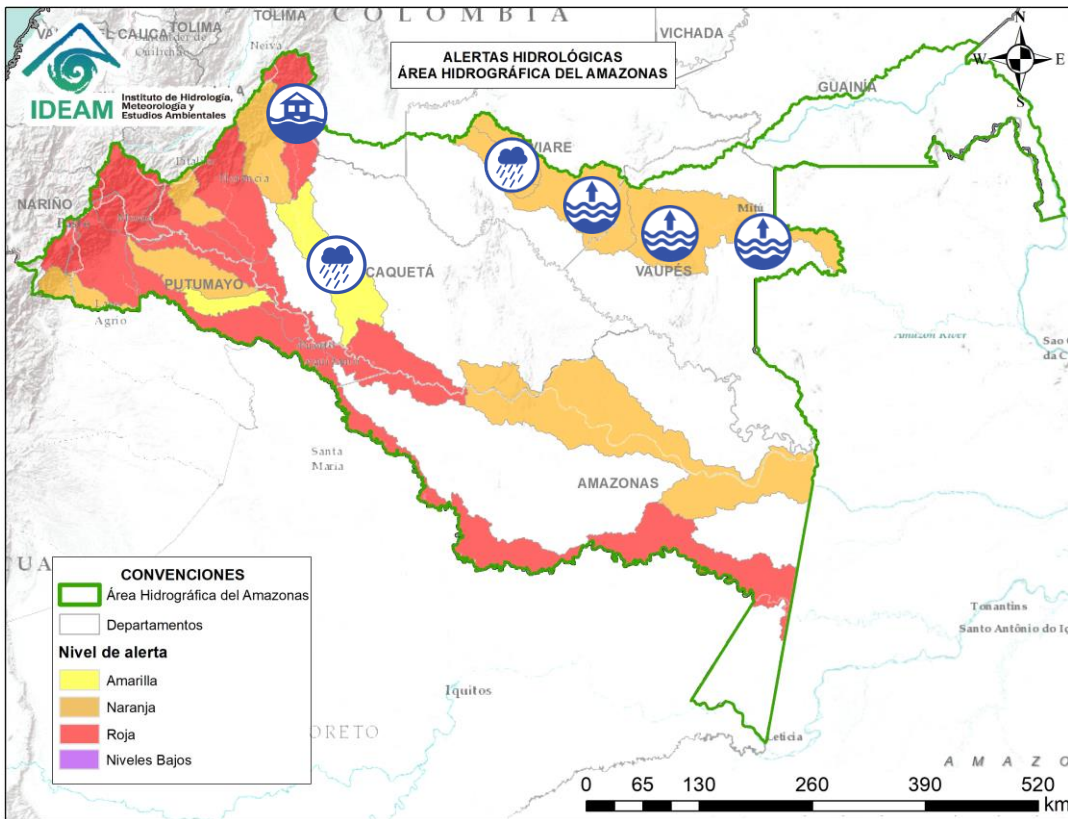 COLOMBIA
TOLIMA
TOLIMA
VICHADA
Neiva
ALERTAS HIDROLÓGICAS
ÁREA HIDROGRÁFICA DEL AMAZONAS
N
W
E
S
IDEAM
Instituto de Hidrología,
Meteorología y
Estudios Ambientales
GUAINÍA
VIARE
NARIÑO
Mitú
VAUPÉS
CAQUETÁ
PUTUMAYO
Agrio
Amazon River
Santa
Maria
AMAZONAS
CONVENCIONES
Área Hidrográfica del Amazonas
Departamentos
Nivel de alerta
Amarilla
Naranja
Roja
Niveles Bajos
Tonantins
Santo Antônio do Iç
Iquitos
ORETO
Leticia
AMAZO
0 65 130 260 390 520
km